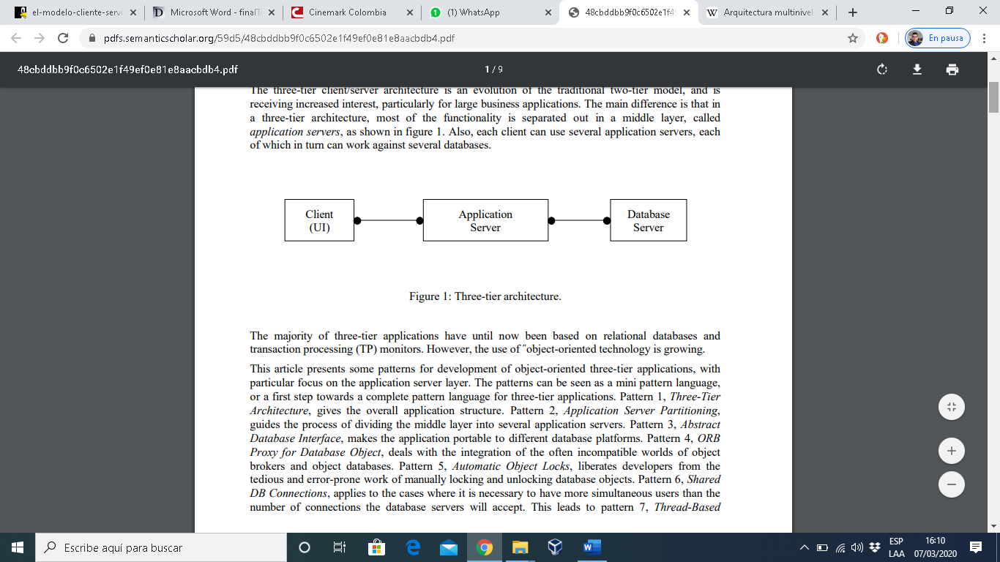 el-modelo-cliente-servi
Microsoft Word - finalT
Cinemark Colombia
(1) WhatsApp
48cbddbb9f0c6502e1f49
Arquitectura multinivel
pdfs.semanticscholar.org/59d5/48cbddbb9f0c6502e1f49ef0e81e8aacbdb4.pdf
En pausa
48cbddbb9f0c6502e1f49ef0e81e8aacbdb4.pdf
1 / 9
The three-tier client/server architecture is an evolution of the traditional two-tier model, and is
receiving increased interest, particularly for large business applications. The main difference is that in
a three-tier architecture, most of the functionality is separated out in a middle layer, called
application servers, as shown in figure 1. Also, each client can use several application servers, each
of which in turn can work against several databases.
Client
(UI)
Application
Server
Database
Server
Figure 1: Three-tier architecture.
The majority of three-tier applications have until now been based on relational databases and
transaction processing (TP) monitors. However, the use of ˝object-oriented technology is growing.
This article presents some patterns for development of object-oriented three-tier applications, with
particular focus on the application server layer. The patterns can be seen as a mini pattern language,
or a first step towards a complete pattern language for three-tier applications. Pattern 1, Three-Tier
Architecture, gives the overall application structure. Pattern 2, Application Server Partitioning,
guides the process of dividing the middle layer into several application servers. Pattern 3, Abstract
Database Interface, makes the application portable to different database platforms. Pattern 4, ORB
Proxy for Database Object, deals with the integration of the often incompatible worlds of object
brokers and object databases. Pattern 5, Automatic Object Locks, liberates developers from the
tedious and error-prone work of manually locking and unlocking database objects. Pattern 6, Shared
DB Connections, applies to the cases where it is necessary to have more simultaneous users than the
number of connections the database servers will accept. This leads to pattern 7, Thread-Based
Escribe aquí para buscar
ESP
LAA
16:10
07/03/2020